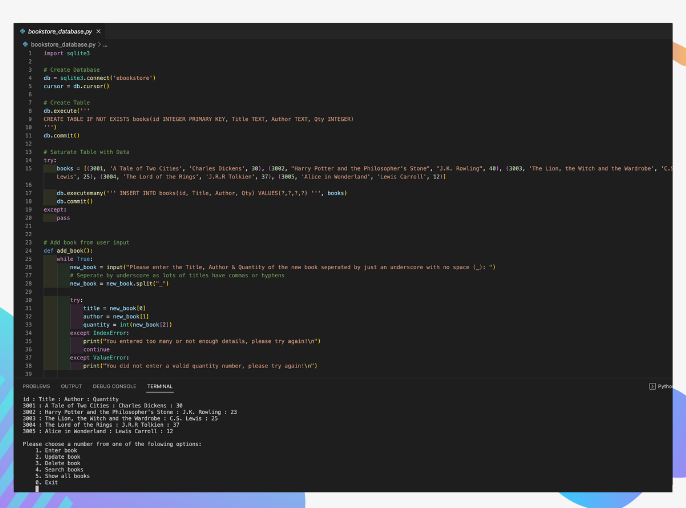 bookstore_database.py ×
bookstore_database.py > ...
1 import sqlite3
2
3 # Create Database
4 db = sqlite3.connect('ebookstore')
5 cursor = db.cursor()
6
7 # Create Table
8 db.execute('''
9 CREATE TABLE IF NOT EXISTS books(id INTEGER PRIMARY KEY, Title TEXT, Author TEXT, Qty INTEGER)
10 ''')
11 db.commit()
12
13 # Saturate Table with Data
14 try:
15 books = [(3001, 'A Tale of Two Cities', 'Charles Dickens', 30), (3002, "Harry Potter and the Philosopher's Stone", "J.K. Rowling", 40), (3003, 'The Lion, the Witch and the Wardrobe', 'C.S.
Lewis', 25), (3004, 'The Lord of the Rings', 'J.R.R Tolkien', 37), (3005, 'Alice in Wonderland', 'Lewis Carroll', 12)]
16
17 db.executemany(''' INSERT INTO books(id, Title, Author, Qty) VALUES(?,?,?,?) ''', books)
18 db.commit()
19 except:
20 pass
21
22
23 # Add book from user input
24 def add_book():
25 while True:
26 new_book = input("Please enter the Title, Author & Quantity of the new book seperated by just an underscore with no space (_): ")
27 # Seperate by underscore as lots of titles have commas or hyphens
28 new_book = new_book.split("_")
29
30 try:
31 title = new_book[0]
32 author = new_book[1]
33 quantity = int(new_book[2])
34 except IndexError:
35 print("You entered too many or not enough details, please try again!\n")
36 continue
37 except ValueError:
38 print("You did not enter a valid quantity number, please try again!\n")
39
PROBLEMS OUTPUT DEBUG CONSOLE TERMINAL Pytho
id : Title : Author : Quantity
3001 : A Tale of Two Cities : Charles Dickens : 30
3002 : Harry Potter and the Philosopher's Stone : J.K. Rowling : 23
3003 : The Lion, the Witch and the Wardrobe : C.S. Lewis : 25
3004 : The Lord of the Rings : J.R.R Tolkien : 37
3005 : Alice in Wonderland : Lewis Carroll : 12
Please choose a number from one of the folowing options:
1. Enter book
2. Update book
3. Delete book
4. Search books
5. Show all books
0. Exit